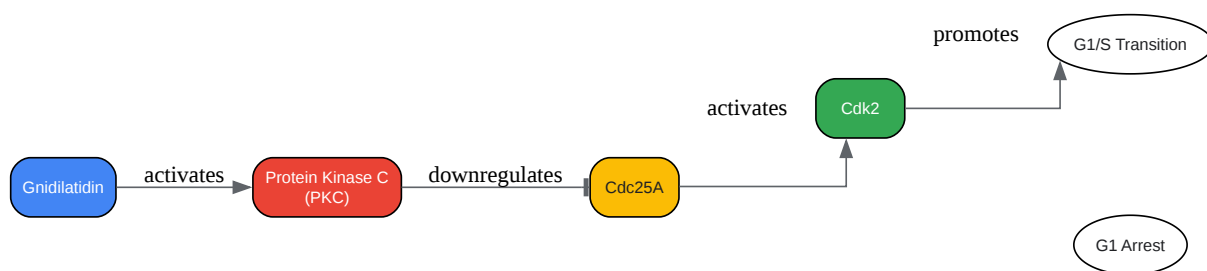 promotes
G1/S Transition
activates
Cdk2
Gnidilatidin
activates
Protein Kinase C
(PKC)
downregulates
Cdc25A
G1 Arrest